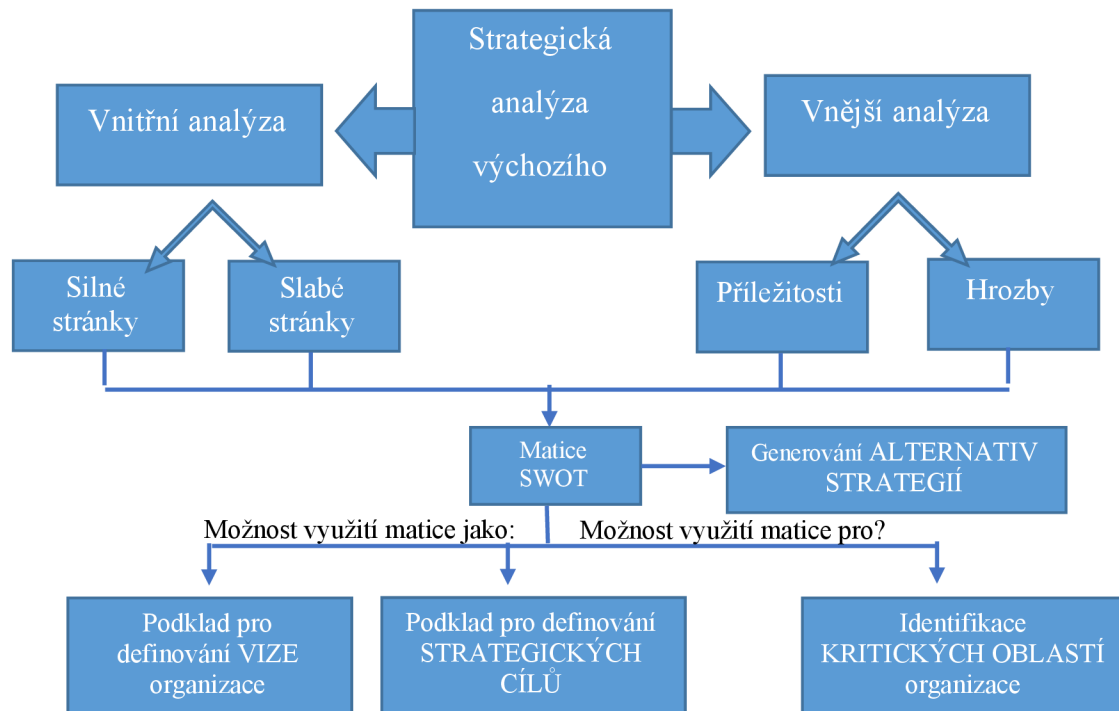 Strategická
analýza
výchozího
Vnitřní analýza
Vnější analýza
Silné
stránky
Slabé
stránky
Příležitosti
Hrozby
Matice
SWOT
Generování ALTERNATIV
STRATEGIÍ
Možnost využití matice jako:
Možnost využití matice pro?
Podklad pro
definování VIZE
organizace
Podklad pro definování
STRATEGICKÝCH
CÍLŮ
Identifikace
KRITICKÝCH OBLASTÍ
organizace